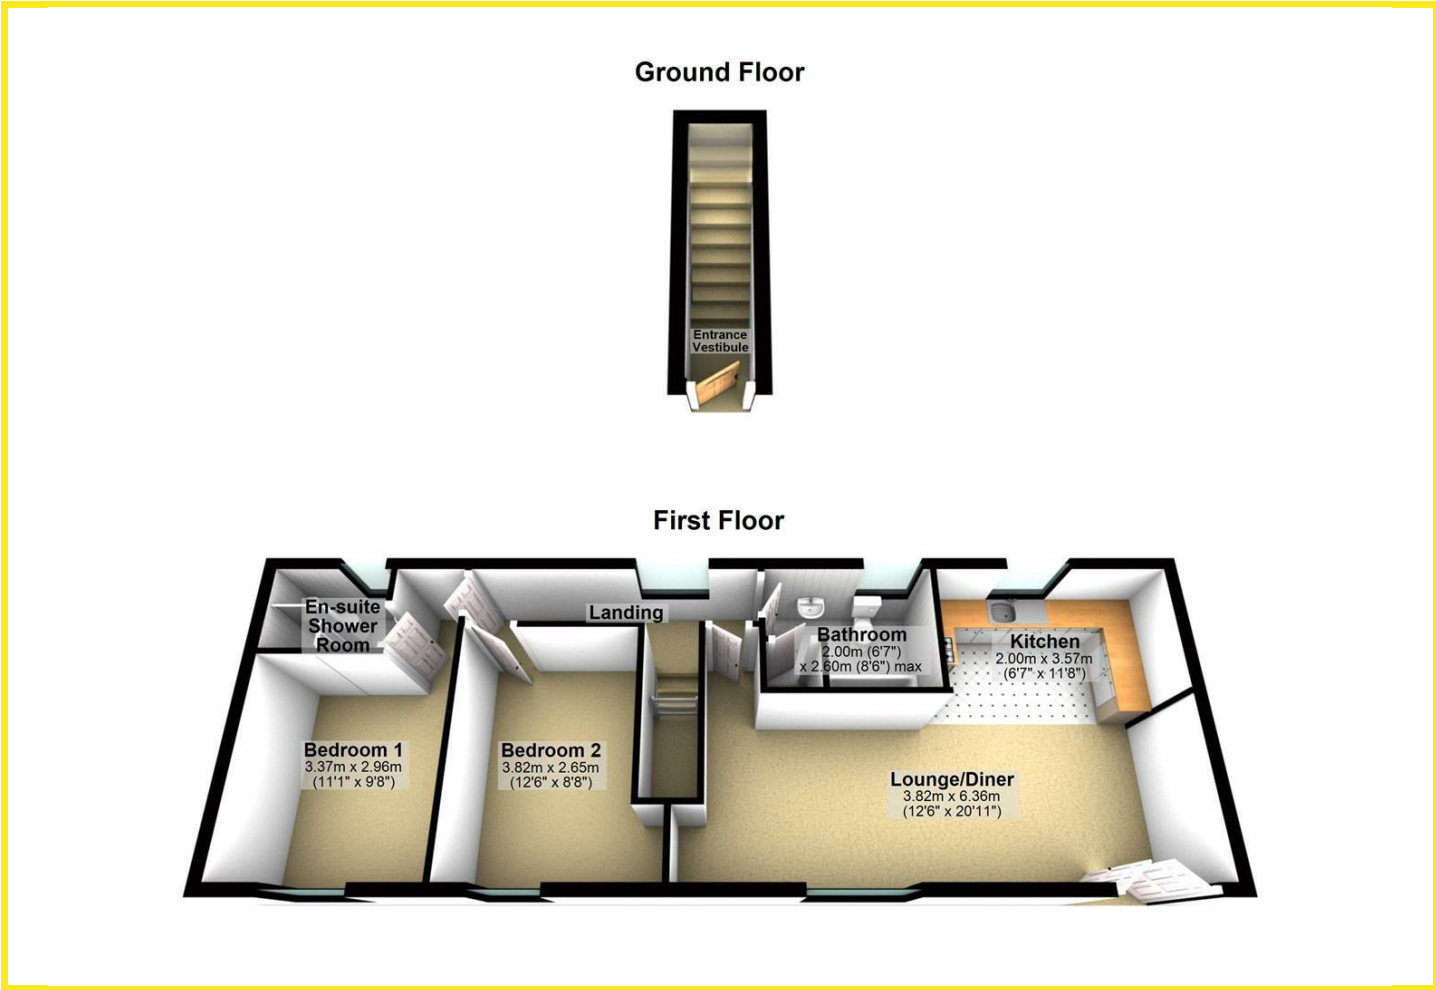 Ground Floor
Entrance
Vestibule
First Floor
En-suite
Shower
Room
Landing
Bathroom
2.00m (6'7")
x 2.60m (8'6") max
Kitchen
2.00m x 3.57m
(6'7" x 11'8")
Bedroom 1
3.37m x 2.96m
(11'1" x 9'8")
Bedroom 2
3.82m x 2.65m
(12'6" x 8'8")
Lounge/Diner
3.82m x 6.36m
(12'6" x 20'11")